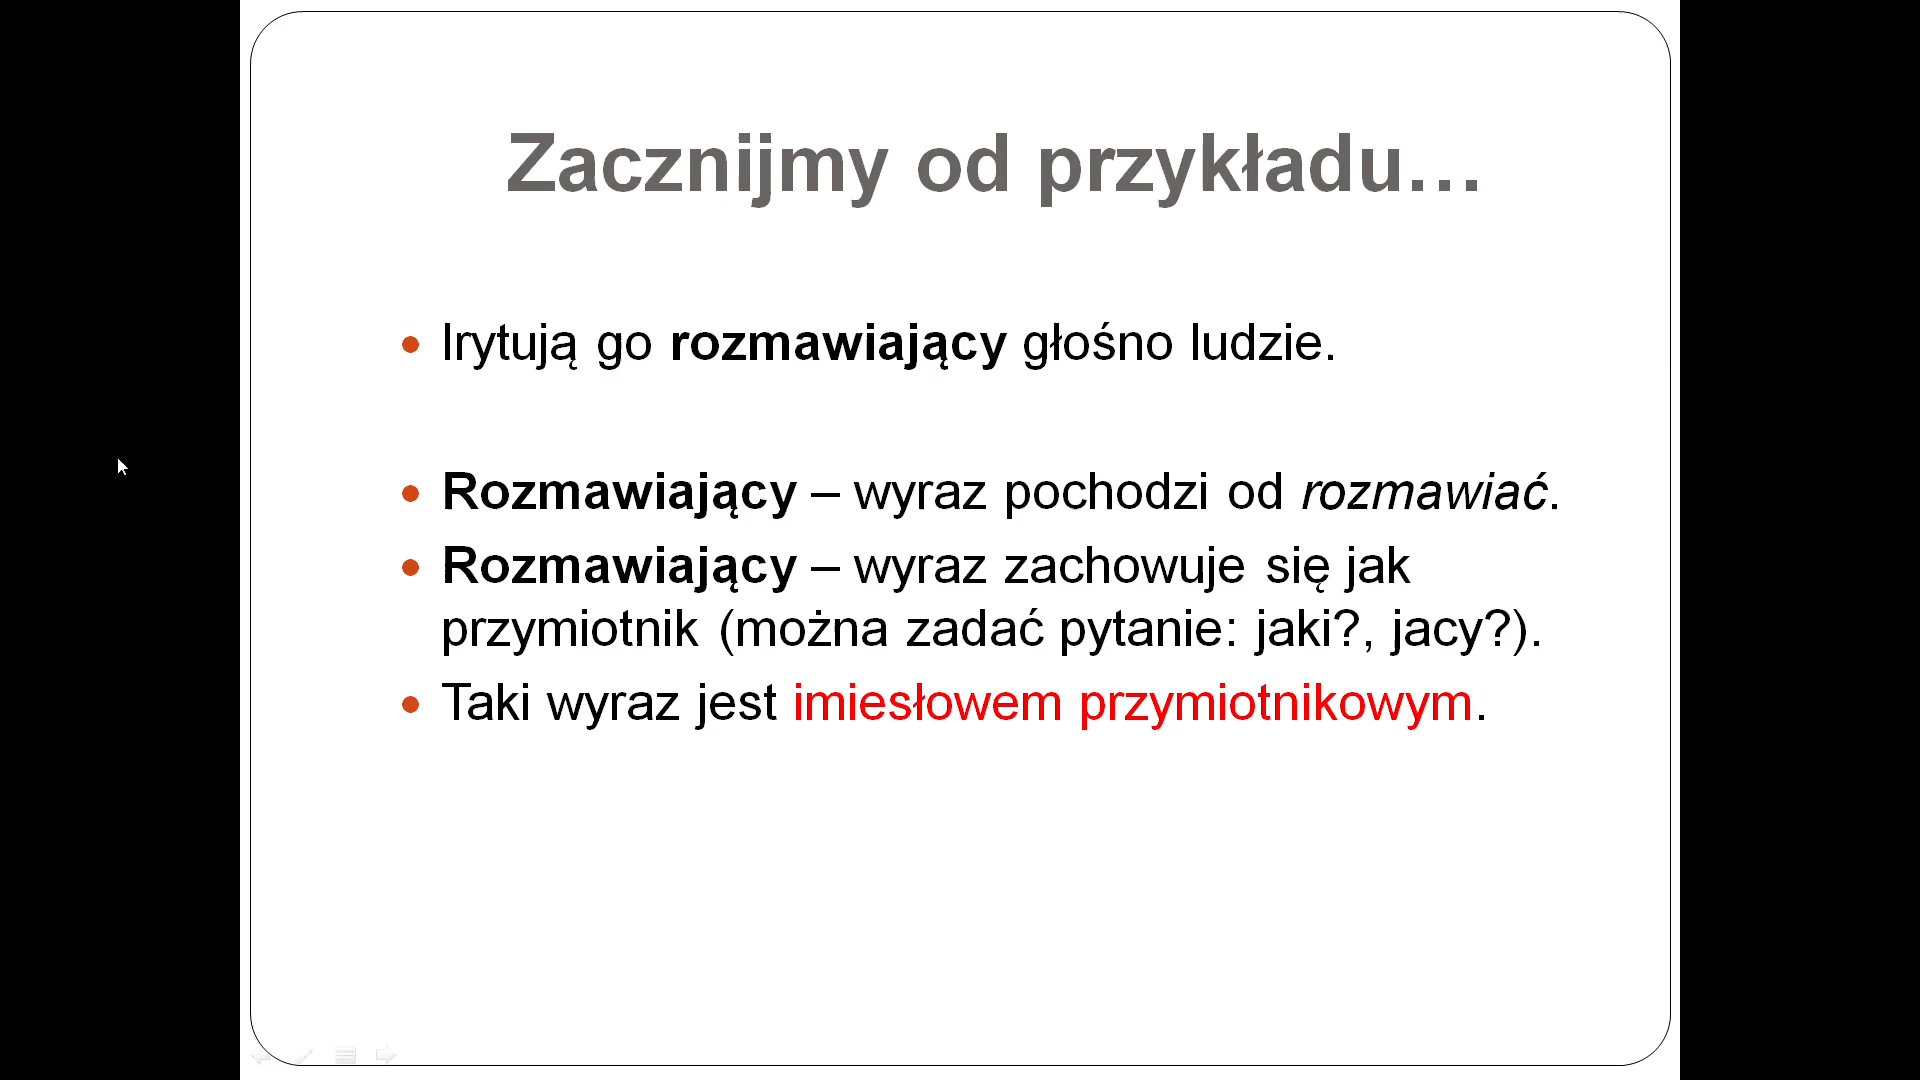 Zacznijmy od przykładu...
• Irytują go rozmawiający głośno ludzie.
• Rozmawiający – wyraz pochodzi od rozmawiać.
• Rozmawiający – wyraz zachowuje się jak
przymiotnik (można zadać pytanie: jaki?, jacy?).
• Taki wyraz jest imiesłowem przymiotnikowym.